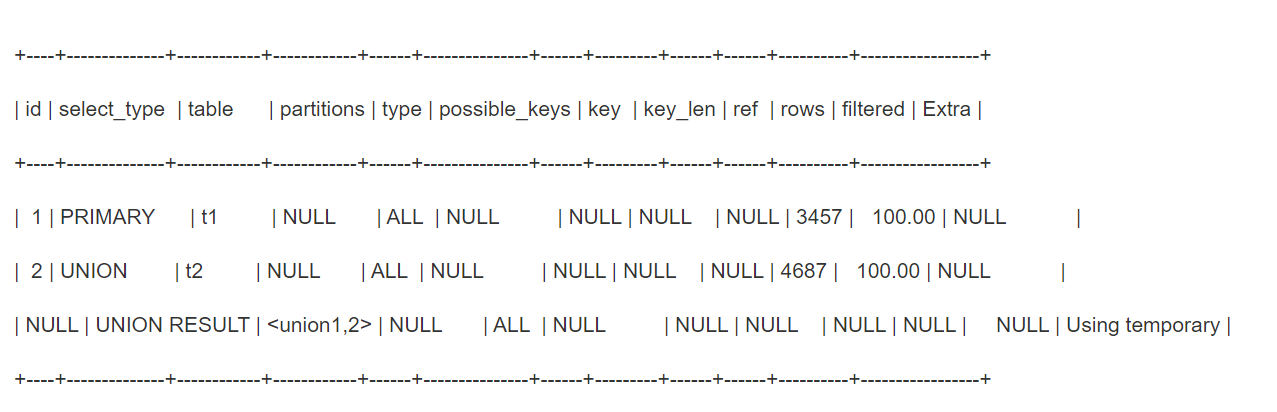 +----+--------------+------------+------------+------+---------------+------+---------+------+------+----------+-----------------+
| id | select_type | table | partitions | type | possible_keys | key | key_len | ref | rows | filtered | Extra |
+----+--------------+------------+------------+------+---------------+------+---------+------+------+----------+-----------------+
| 1 | PRIMARY | t1 | NULL | ALL | NULL | NULL | NULL | NULL | 3457 | 100.00 | NULL |
| 2 | UNION | t2 | NULL | ALL | NULL | NULL | NULL | NULL | 4687 | 100.00 | NULL |
| NULL | UNION RESULT | <union1,2> | NULL | ALL | NULL | NULL | NULL | NULL | NULL | NULL | Using temporary |
+----+--------------+------------+------------+------+---------------+------+---------+------+------+----------+-----------------+